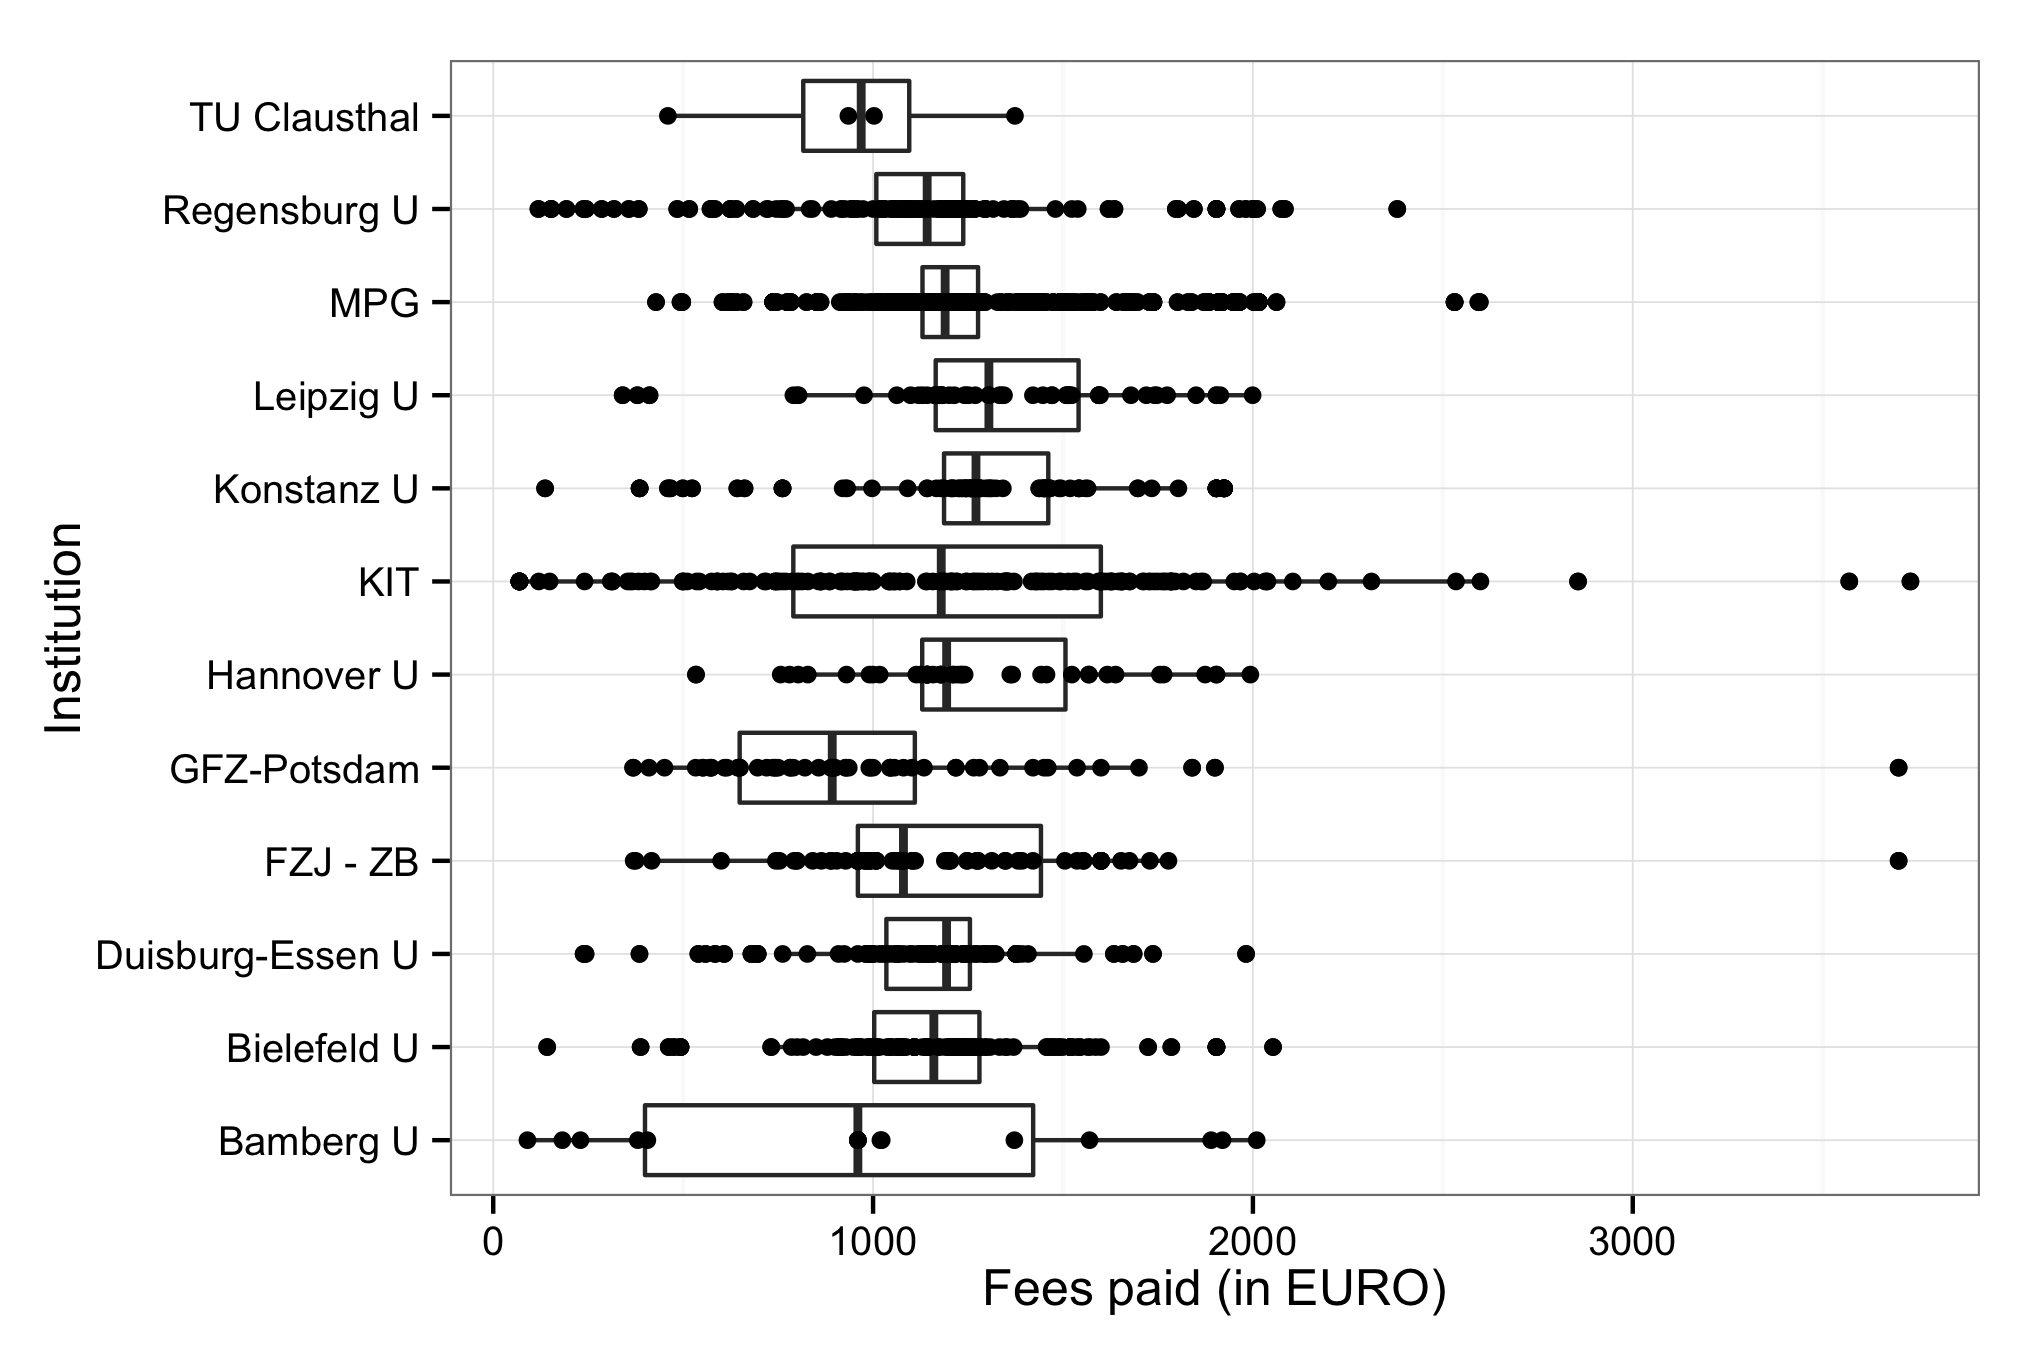 TU Clausthal
Regensburg U
MPG
Leipzig U
Konstanz U
KIT
Hannover U
GFZ-Potsdam
FZJ - ZB
Duisburg-Essen U
Bielefeld U
Bamberg U
Institution
0 1000 2000 3000
Fees paid (in EURO)